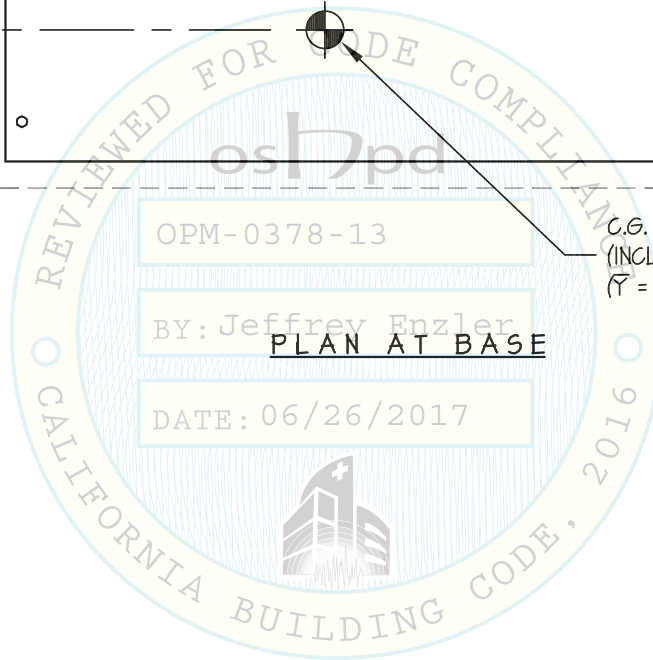 REVIEWED FOR CODE COMPLIANCE
oshpd
OPM-0378-13
C.G.
(INCL
(Y̅ =
BY: Jeffrey Enzler
PLAN AT BASE
DATE: 06/26/2017
CALIFORNIA BUILDING CODE, 2016